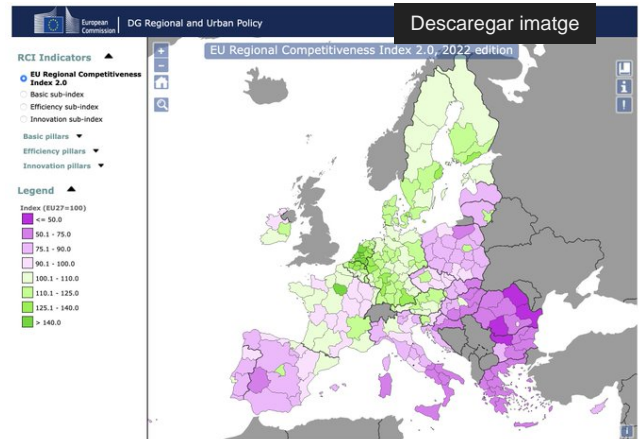 European
Commission
DG Regional and Urban Policy
Descaregar imatge
EU Regional Competitiveness Index 2.0, 2022 edition
RCI Indicators
EU Regional Competitiveness
Index 2.0
Basic sub-index
Efficiency sub-index
Innovation sub-index
Basic pillars
Efficiency pillars
Innovation pillars
Legend
Index (EU27=100)
<= 50.0
50.1 - 75.0
75.1 - 90.0
90.1 - 100.0
100.1 - 110.0
110.1 - 125.0
125.1 - 140.0
> 140.0